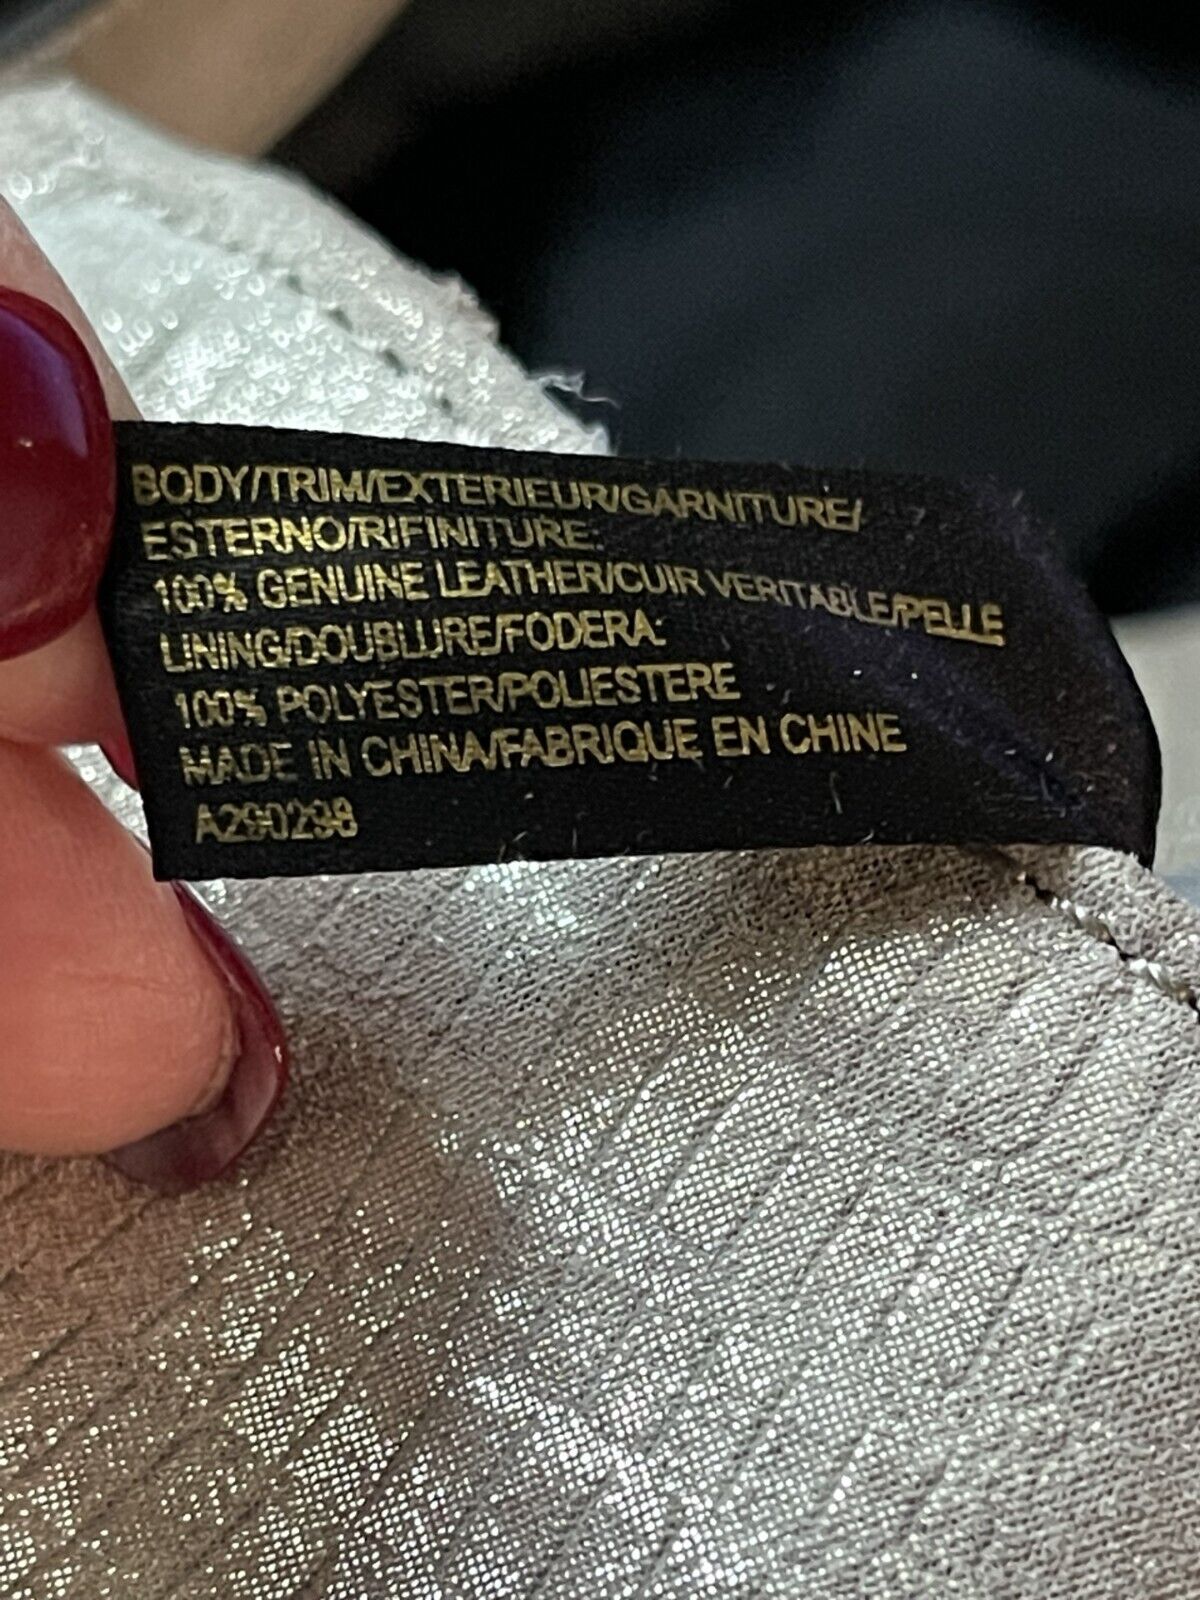 BODY/TRIM/EXTERIEUR/GARNITURE/
ESTERNO/RIFINITURE:
100% GENUINE LEATHER/CUIR VERITABLE/PELLE
LINING/DOUBLURE/FODERA:
100% POLYESTER/POLIESTERE
MADE IN CHINA/FABRIQUE EN CHINE
A290298